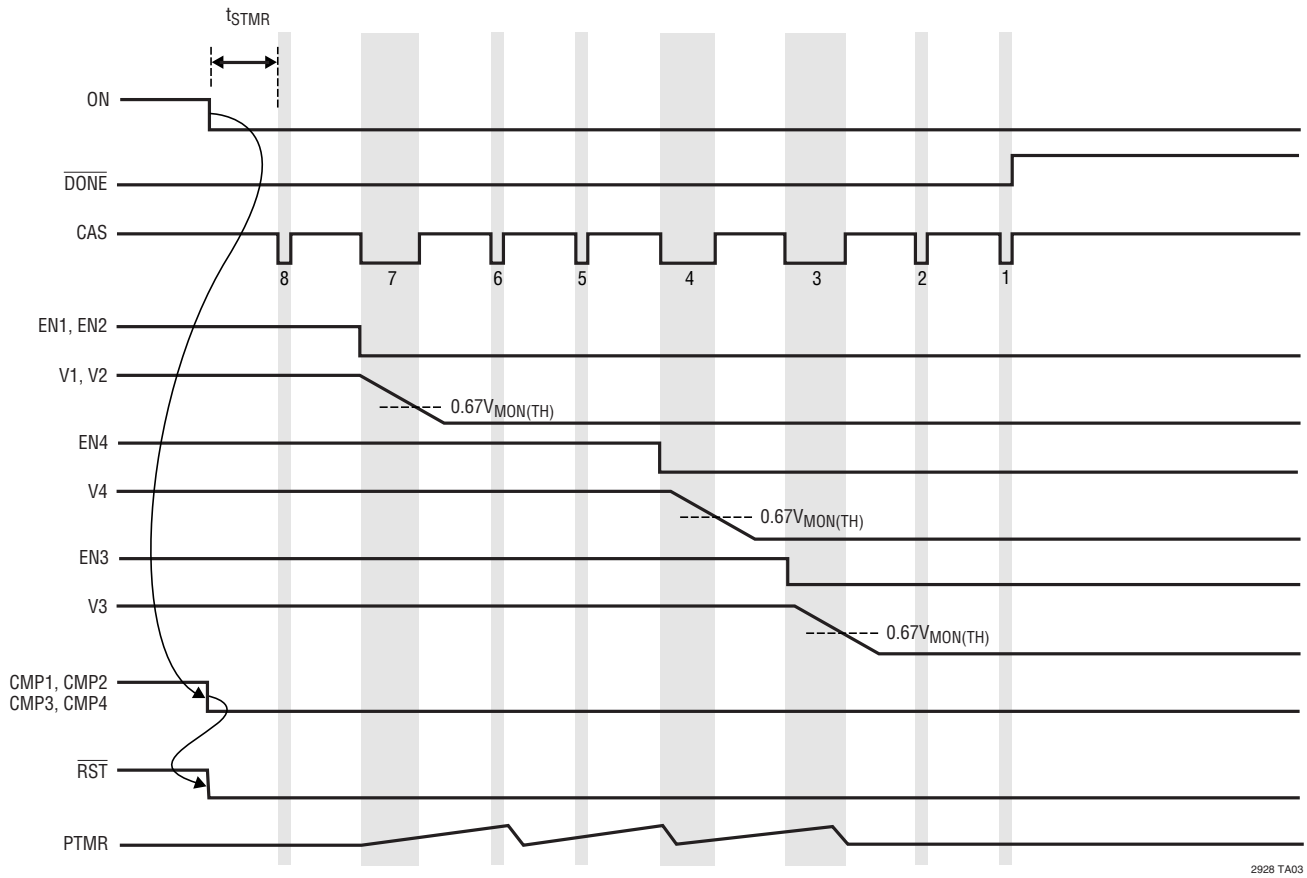 tSTMR
ON
DONE
CAS
8 7 6 5 4 3 2 1
EN1, EN2
V1, V2
0.67VMON(TH)
EN4
V4
0.67VMON(TH)
EN3
V3
0.67VMON(TH)
CMP1, CMP2
CMP3, CMP4
RST
PTMR
2928 TA03